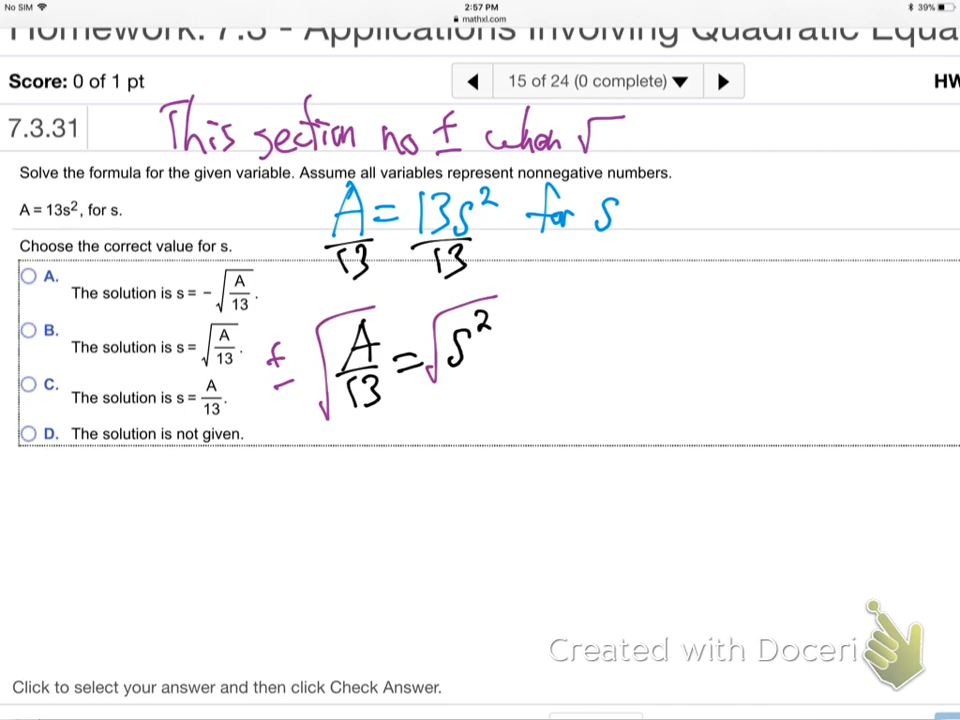 No SIM 2:57 PM 39%
mathxl.com
Homework: 7.3 - Applications Involving Quadratic Equa
Score: 0 of 1 pt
15 of 24 (0 complete)
HW
7.3.31
This section no ± when √
Solve the formula for the given variable. Assume all variables represent nonnegative numbers.
A = 13s², for s.
A = 13s² for s
13 13
Choose the correct value for s.
A. The solution is s = − √(A/13).
B. The solution is s = √(A/13).
C. The solution is s = A/13.
D. The solution is not given.
± √(A/13) = √s²
Created with Doceri
Click to select your answer and then click Check Answer.